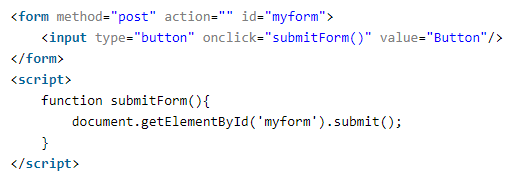 <form method="post" action="" id="myform">
    <input type="button" onclick="submitForm()" value="Button"/>
</form>
<script>
    function submitForm(){
        document.getElementById('myform').submit();
    }
</script>